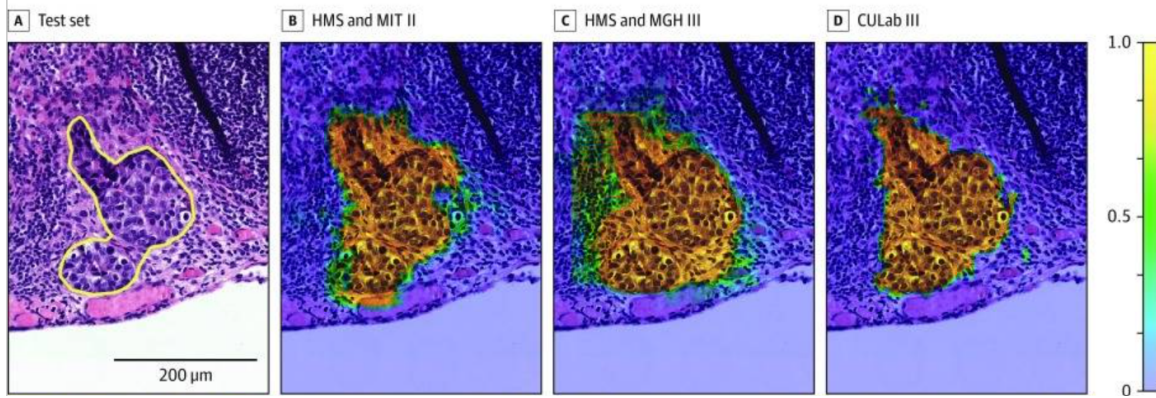 A Test set
B HMS and MIT II
C HMS and MGH III
D CULab III
1.0
0.5
0
200 µm